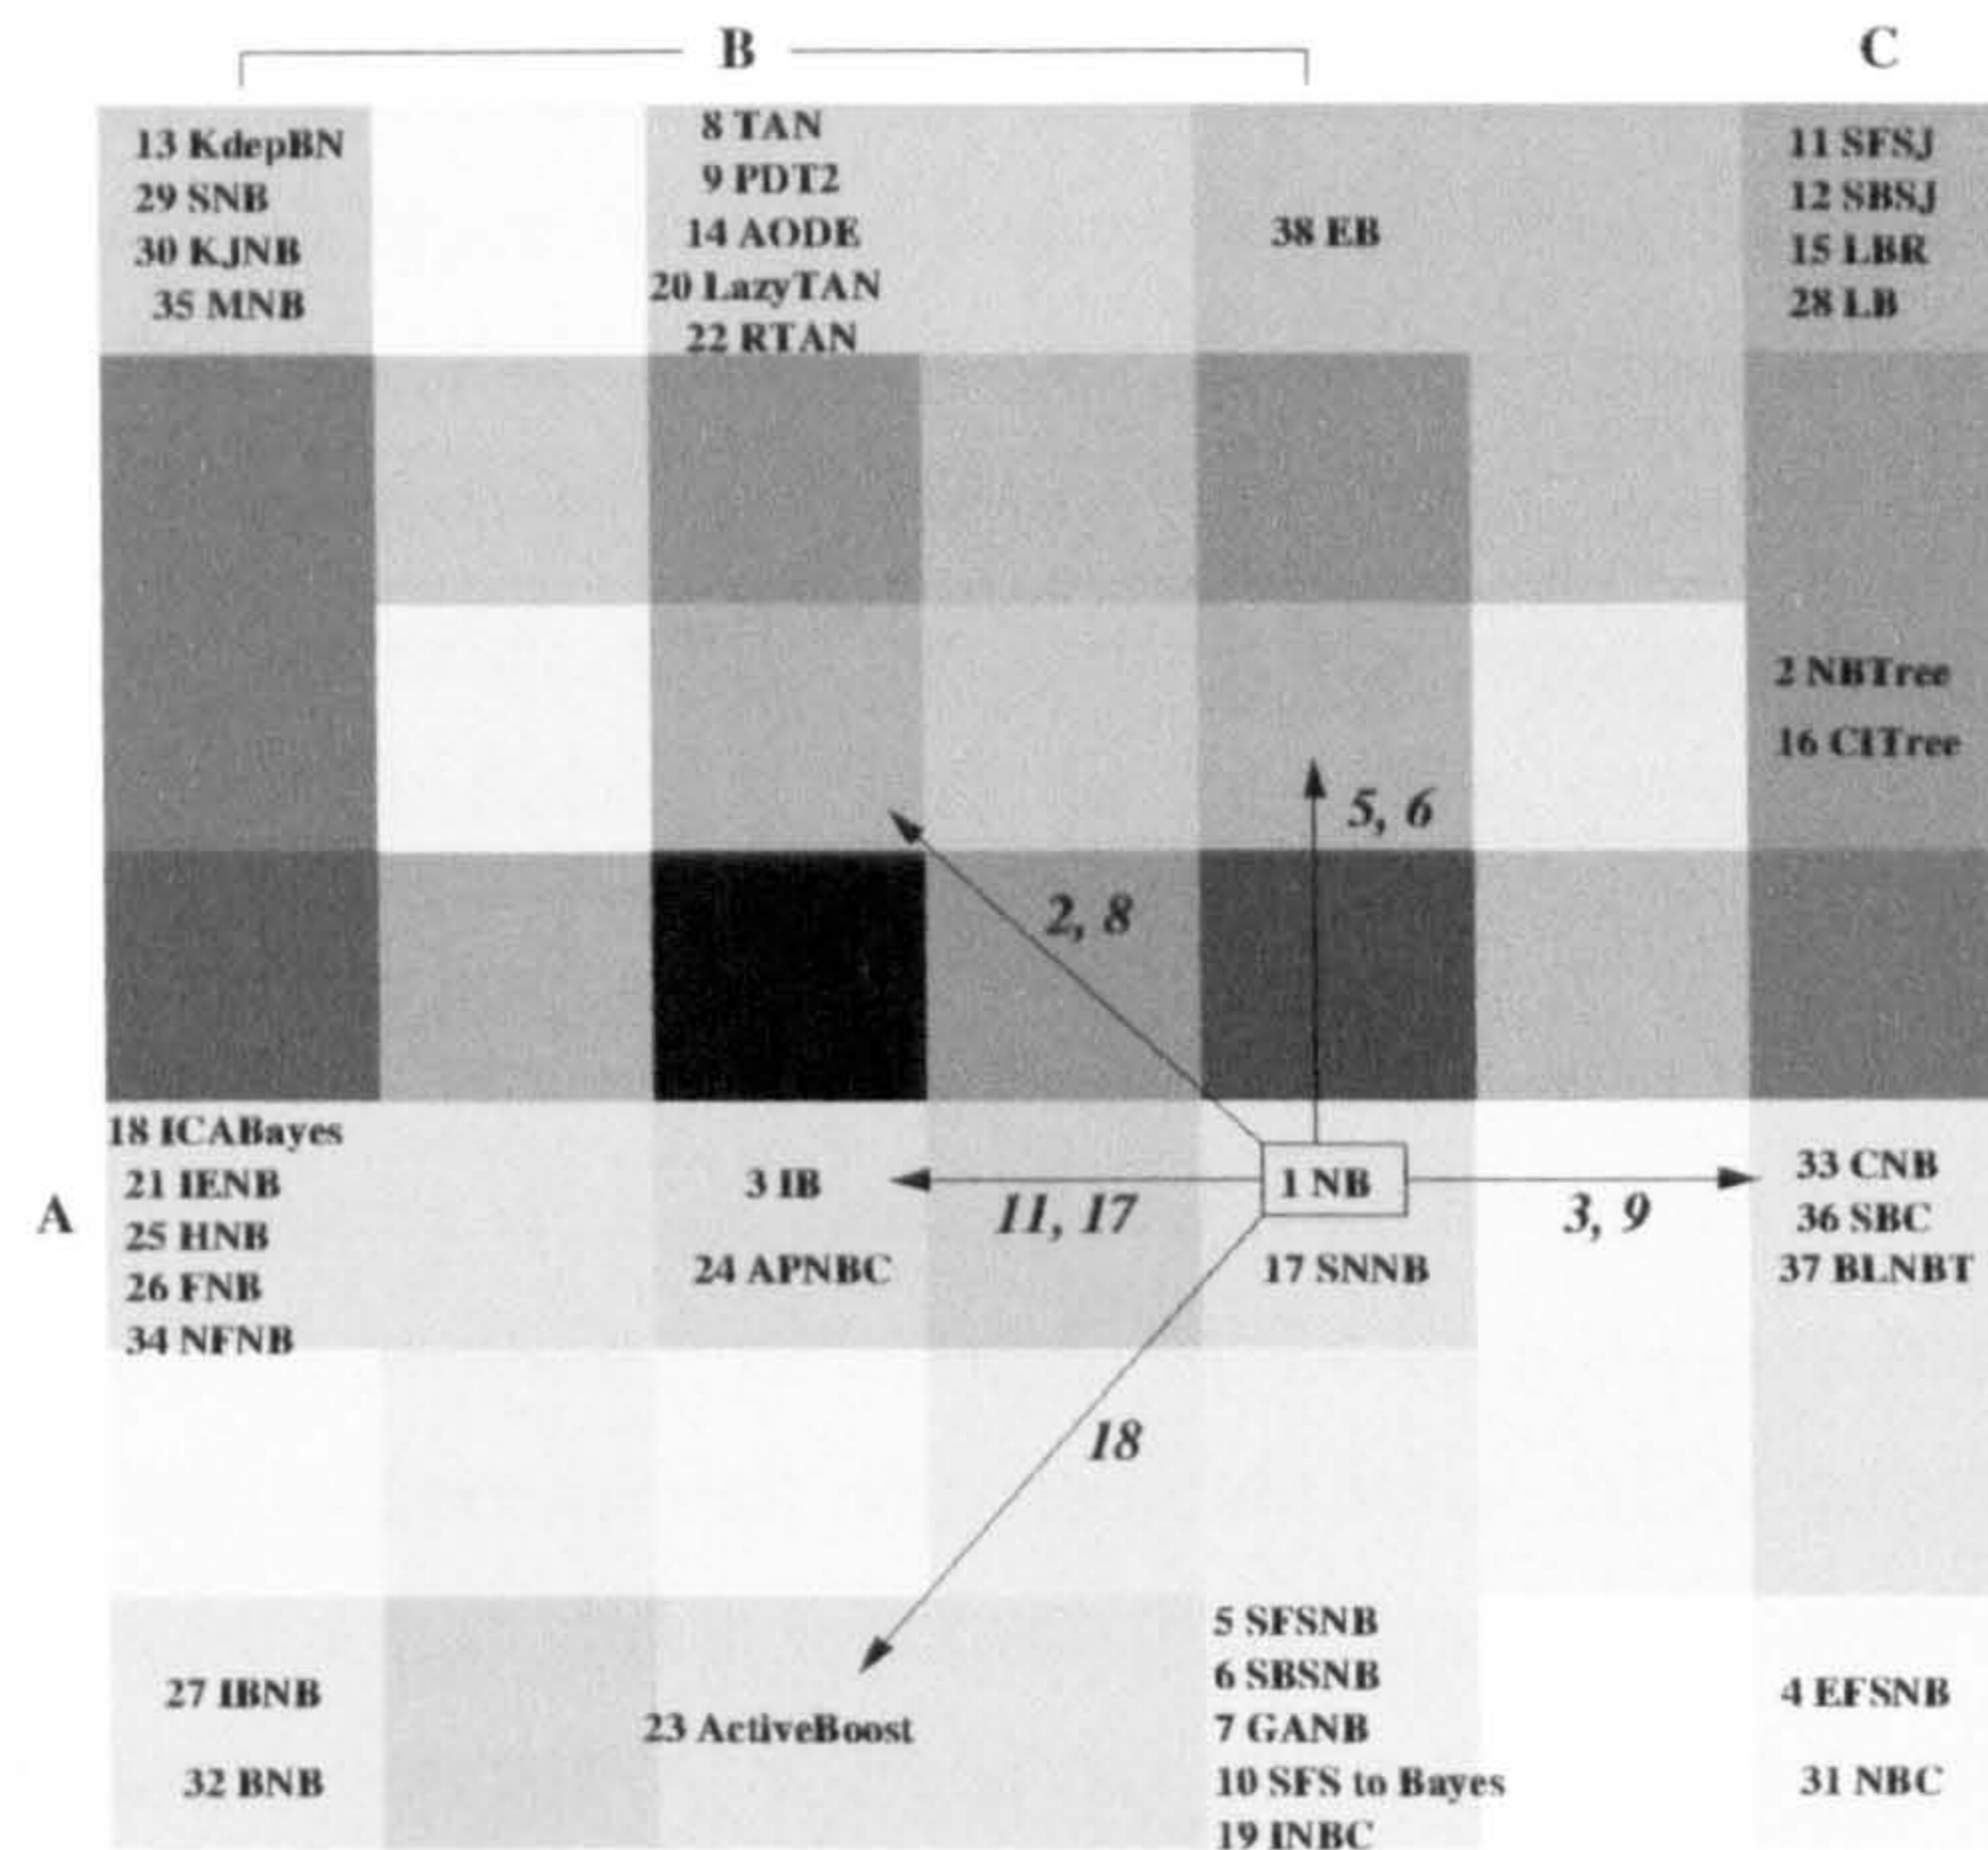 B
C
13 KdepBN
29 SNB
30 KJNB
35 MNB
8 TAN
9 PDT2
14 AODE
20 LazyTAN
22 RTAN
38 EB
11 SFSJ
12 SBSJ
15 LBR
28 LB
2 NBTree
16 CITree
5, 6
2, 8
A
18 ICABayes
21 IENB
25 HNB
26 FNB
34 NFNB
3 IB
24 APNBC
11, 17
1 NB
17 SNNB
3, 9
33 CNB
36 SBC
37 BLNBT
18
27 IBNB
32 BNB
23 ActiveBoost
5 SFSNB
6 SBSNB
7 GANB
10 SFS to Bayes
19 INBC
4 EFSNB
31 NBC